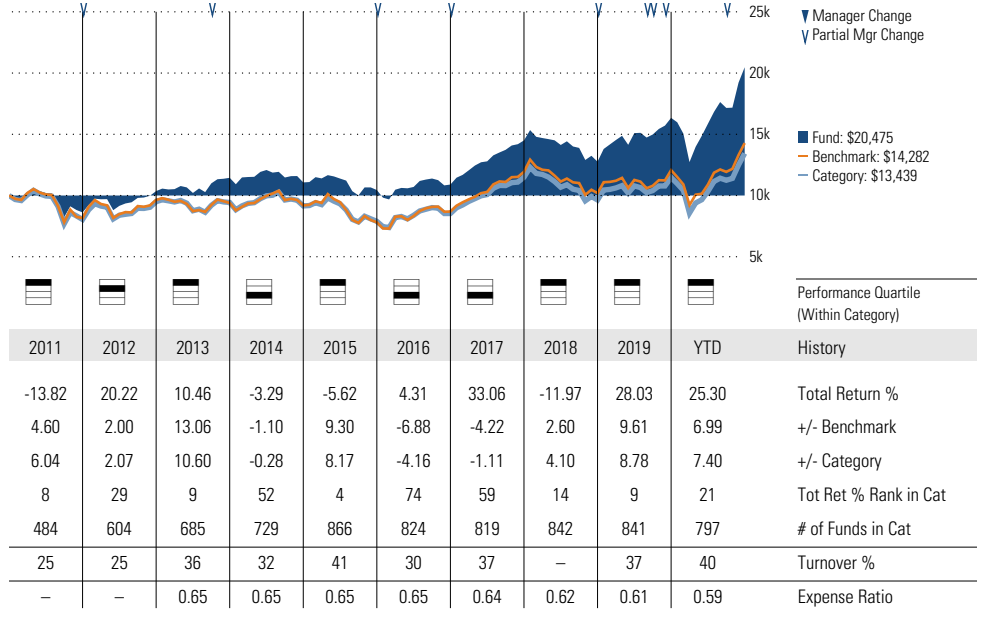 25k
▼ Manager Change
Partial Mgr Change
20k
15k
Fund: $20,475
Benchmark: $14,282
Category: $13,439
10k
5k
Performance Quartile
(Within Category)
2011 2012 2013 2014 2015 2016 2017 2018 2019 YTD History
-13.82 20.22 10.46 -3.29 -5.62 4.31 33.06 -11.97 28.03 25.30 Total Return %
4.60 2.00 13.06 -1.10 9.30 -6.88 -4.22 2.60 9.61 6.99 +/- Benchmark
6.04 2.07 10.60 -0.28 8.17 -4.16 -1.11 4.10 8.78 7.40 +/- Category
8 29 9 52 4 74 59 14 9 21 Tot Ret % Rank in Cat
484 604 685 729 866 824 819 842 841 797 # of Funds in Cat
25 25 36 32 41 30 37 – 37 40 Turnover %
– – 0.65 0.65 0.65 0.65 0.64 0.62 0.61 0.59 Expense Ratio